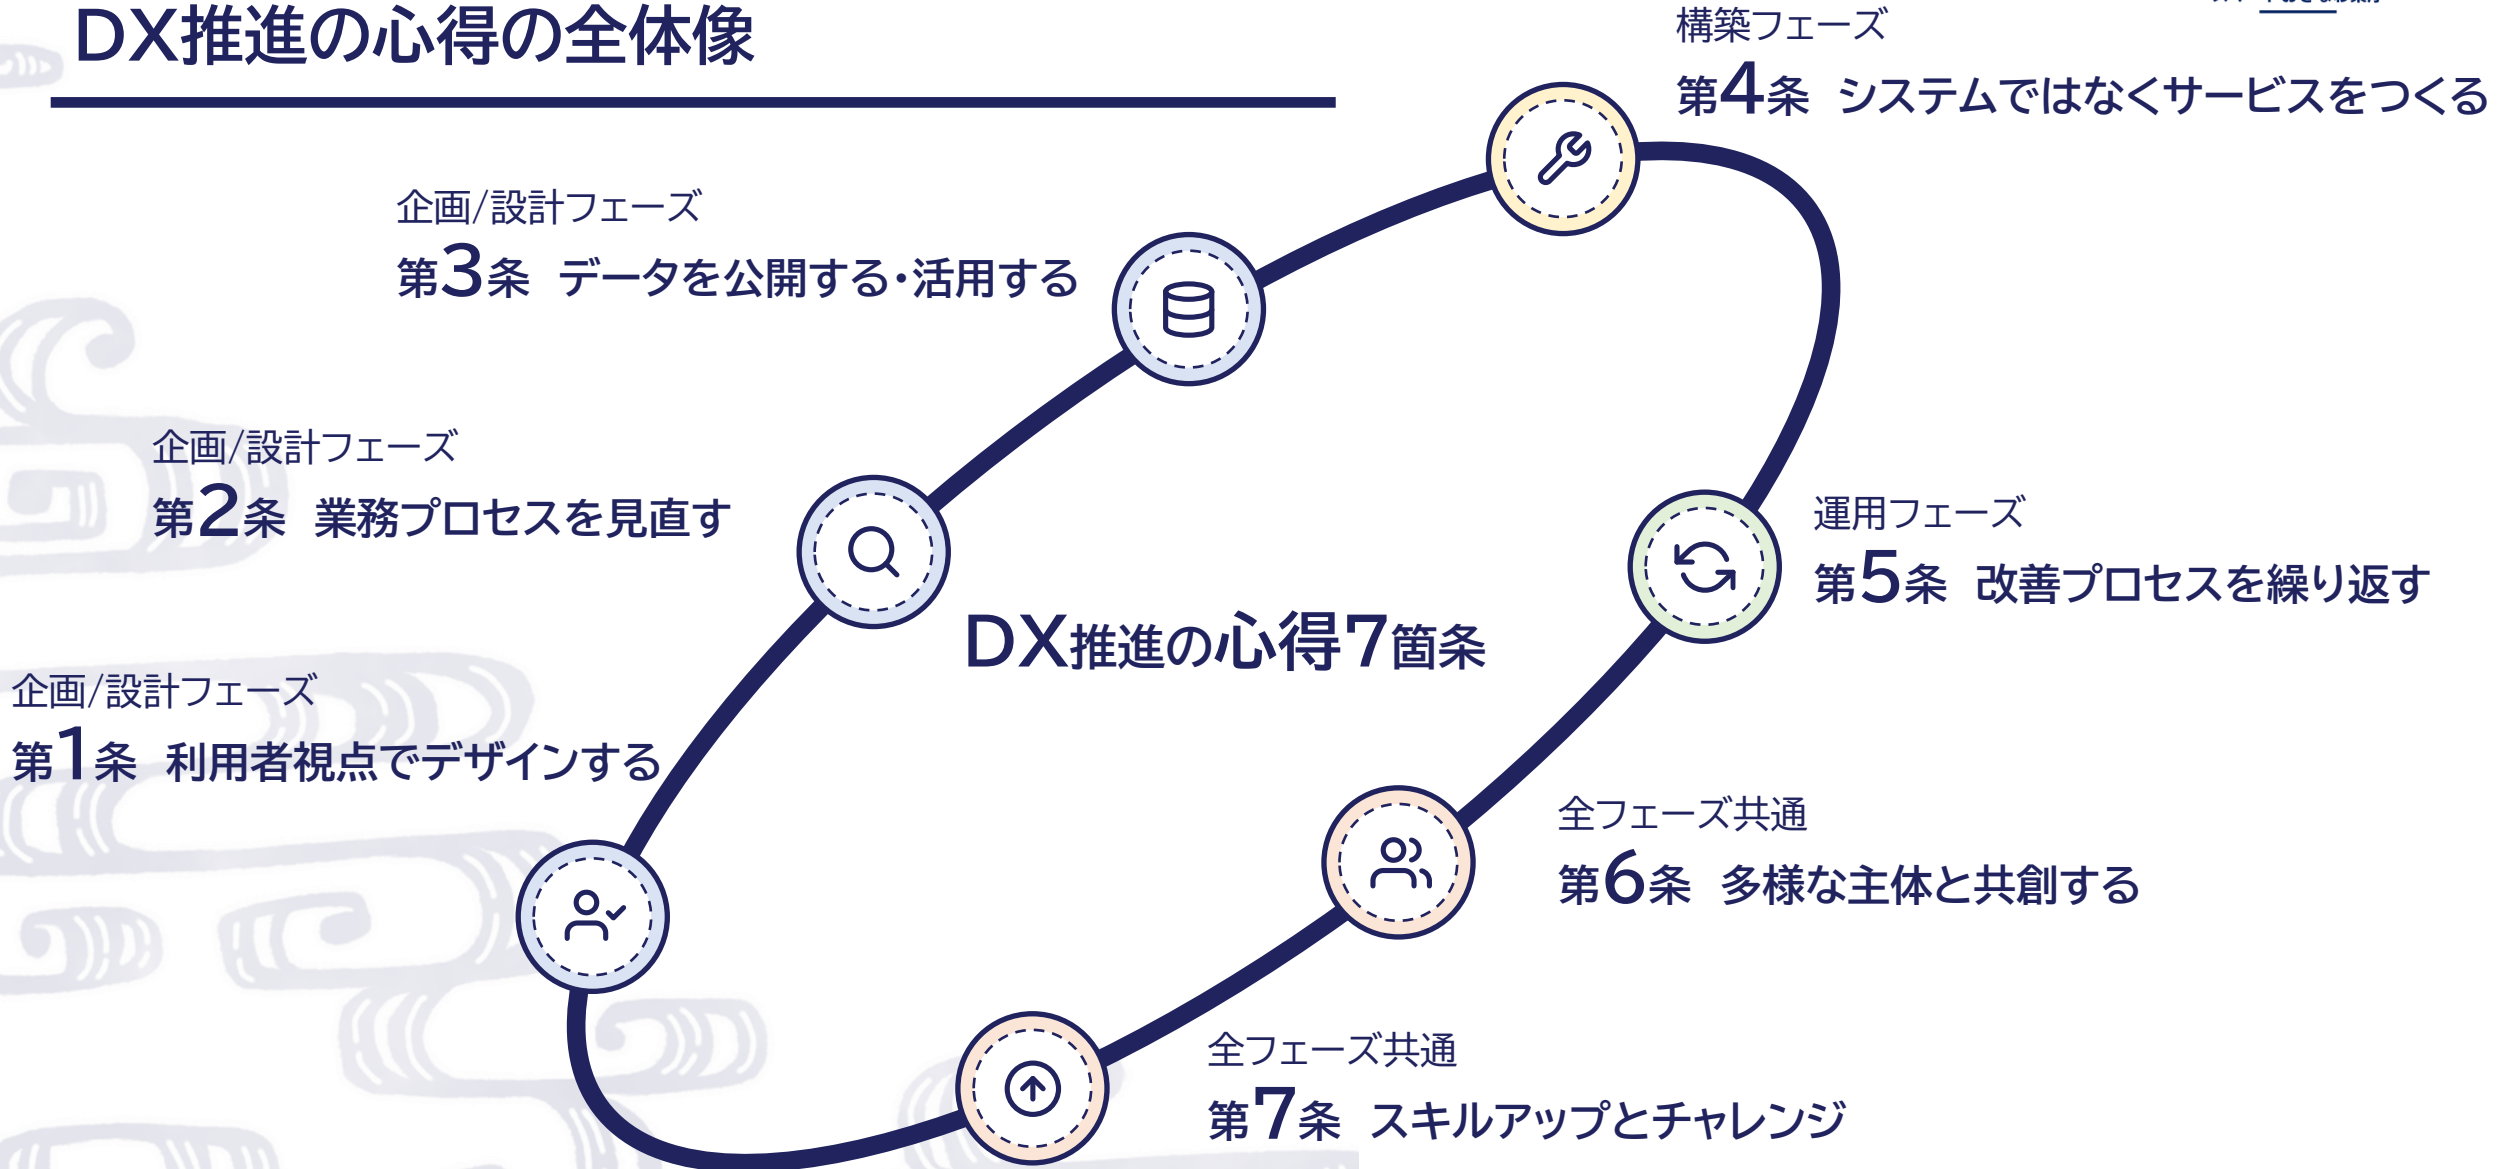 DX推進の心得の全体像
構築フェーズ
第4条 システムではなくサービスをつくる
企画/設計フェーズ
第3条 データを公開する・活用する
企画/設計フェーズ
第2条 業務プロセスを見直す
運用フェーズ
第5条 改善プロセスを繰り返す
DX推進の心得7箇条
企画/設計フェーズ
第1条 利用者視点でデザインする
全フェーズ共通
第6条 多様な主体と共創する
全フェーズ共通
第7条 スキルアップとチャレンジ